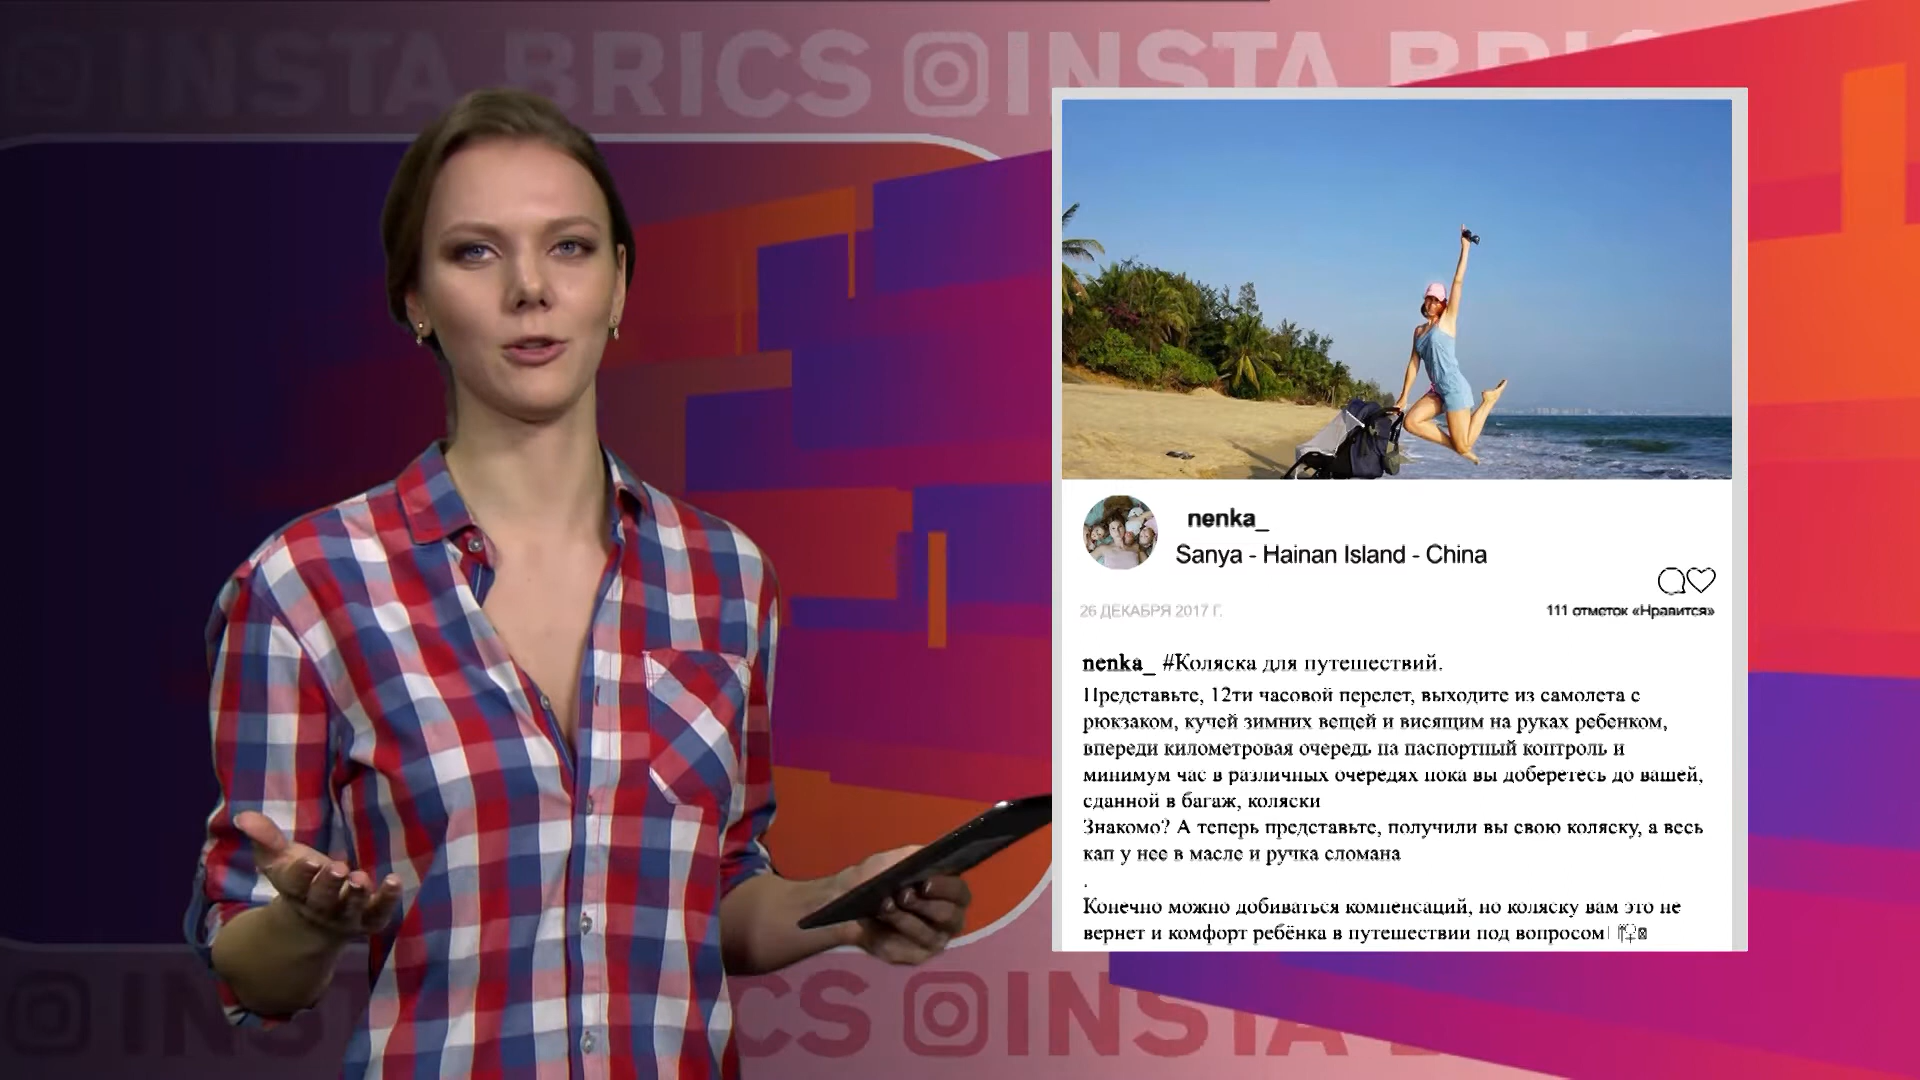 INSTA BRICS INSTA BRICS
nenka_
Sanya - Hainan Island - China
26 ДЕКАБРЯ 2017 Г.
111 отметок «Нравится»
nenka_ #Коляска для путешествий.
Представьте, 12ти часовой перелет, выходите из самолета с
рюкзаком, кучей зимних вещей и висящим на руках ребенком,
впереди километровая очередь на паспортный контроль и
минимум час в различных очередях пока вы доберетесь до вашей,
сданной в багаж, коляски
Знакомо? А теперь представьте, получили вы свою коляску, а весь
кап у нее в масле и ручка сломана
.
Конечно можно добиваться компенсаций, но коляску вам это не
вернет и комфорт ребёнка в путешествии под вопросом
INS CS INSTA B